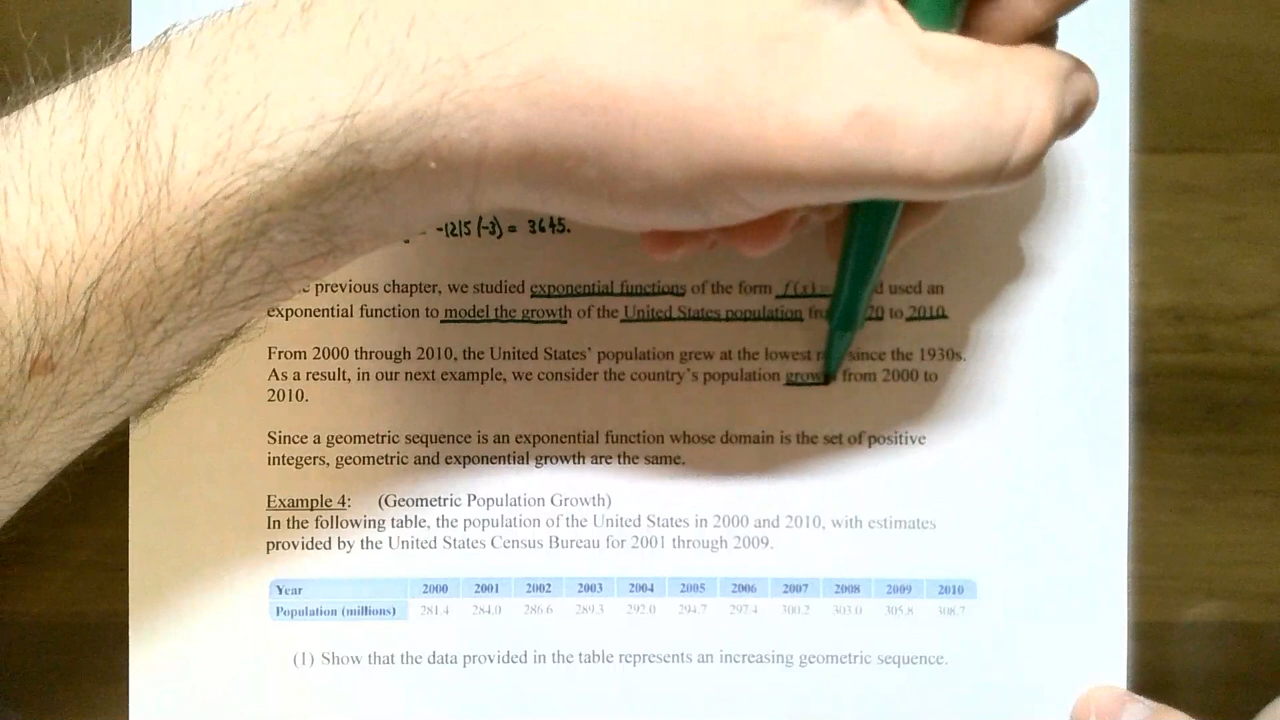 -1215 (-3) = 3645.
previous chapter, we studied exponential functions of the form f(x) = used an
exponential function to model the growth of the United States population 20 to 2010.
From 2000 through 2010, the United States' population grew at the lowest since the 1930s.
As a result, in our next example, we consider the country's population growth from 2000 to
2010.
Since a geometric sequence is an exponential function whose domain is the set of positive
integers, geometric and exponential growth are the same.
Example 4: (Geometric Population Growth)
In the following table, the population of the United States in 2000 and 2010, with estimates
provided by the United States Census Bureau for 2001 through 2009.
Year 2000 2001 2002 2003 2004 2005 2006 2007 2008 2009 2010
Population (millions) 281.4 284.0 286.6 289.3 292.0 294.7 297.4 300.2 303.0 305.8 308.7
(1) Show that the data provided in the table represents an increasing geometric sequence.